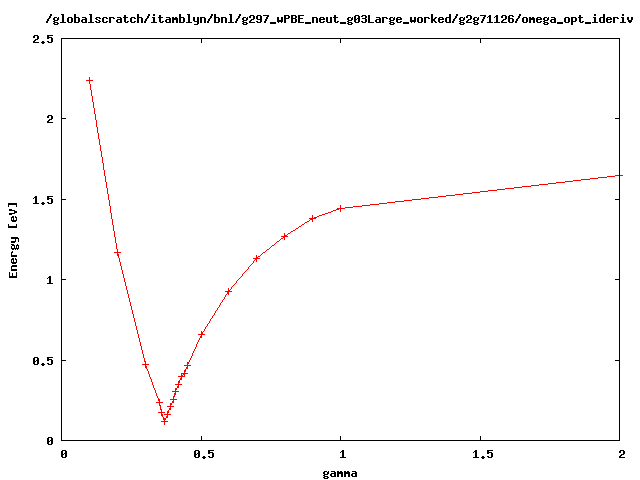 /globalscratch/itamblyn/bnl/g297_wPBE_neut_g03Large_worked/g2g71126/omega_opt_ideriv
2.5
2
1.5
1
0.5
0
Energy [eV]
0 0.5 1 1.5 2
gamma